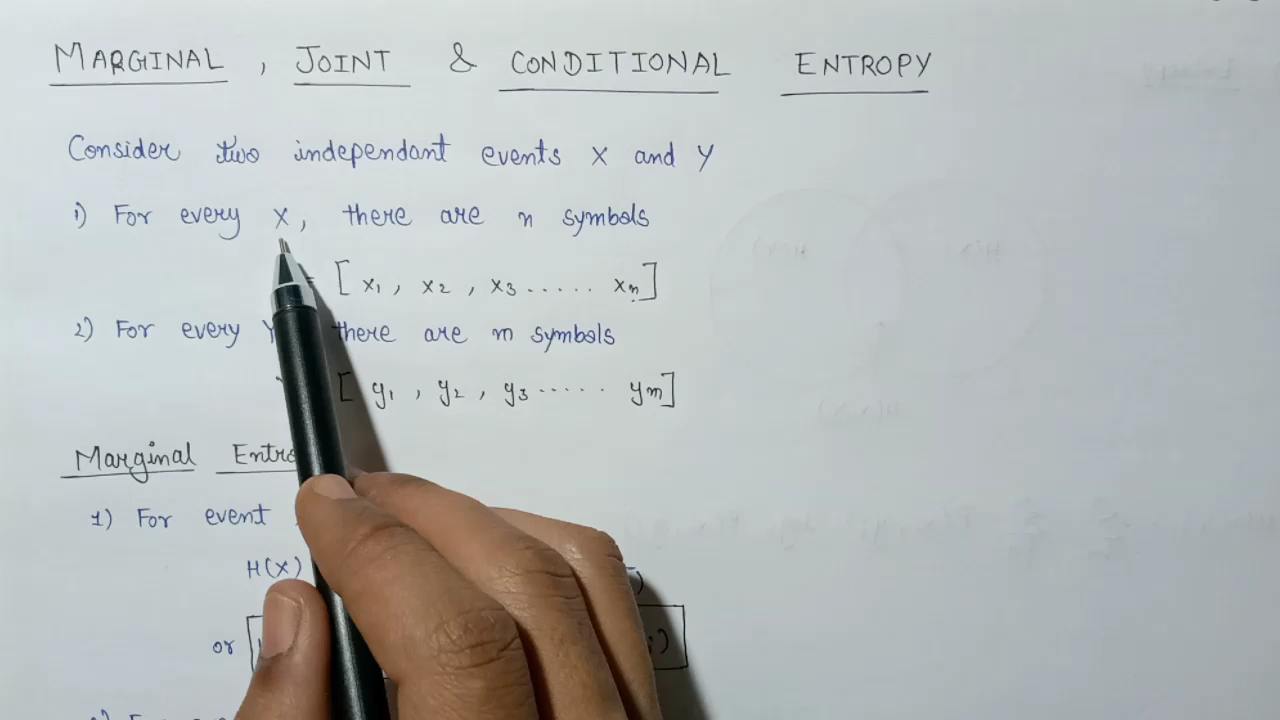 MARGINAL , JOINT & CONDITIONAL ENTROPY
Consider two independant events X and Y
1) For every X, there are n symbols
= [ x1 , x2 , x3 ..... xn ]
2) For every Y there are m symbols
[ y1 , y2 , y3 ..... ym ]
Marginal
1) For event
H(X)
or